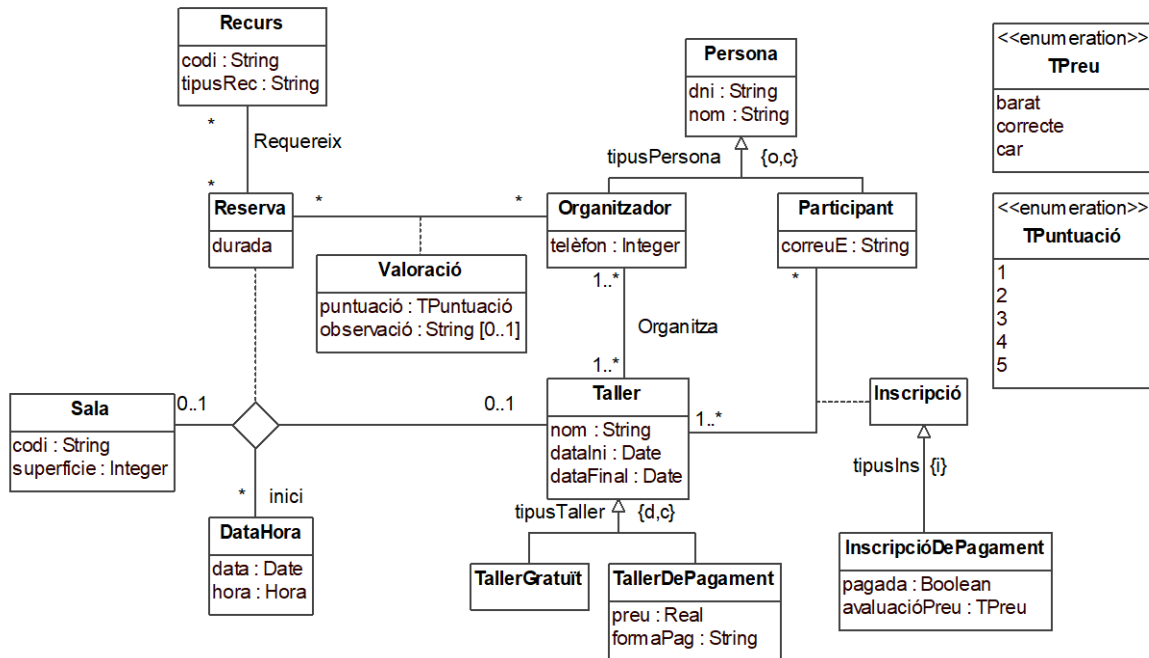 Recurs
codi : String
tipusRec : String
*
Requereix
*
Reserva
durada
*
*
Valoració
puntuació : TPuntuació
observació : String [0..1]
Persona
dni : String
nom : String
tipusPersona
{o,c}
Organitzador
telèfon : Integer
1..*
Organitza
1..*
Participant
correuE : String
*
<<enumeration>>
TPreu
barat
correcte
car
<<enumeration>>
TPuntuació
1
2
3
4
5
Sala
codi : String
superfície : Integer
0..1
0..1
*
inici
DataHora
data : Date
hora : Hora
Taller
nom : String
dataIni : Date
dataFinal : Date
1..*
tipusTaller
{d,c}
TallerGratuït
TallerDePagament
preu : Real
formaPag : String
Inscripció
tipusIns
{i}
InscripcióDePagament
pagada : Boolean
avaluacióPreu : TPreu